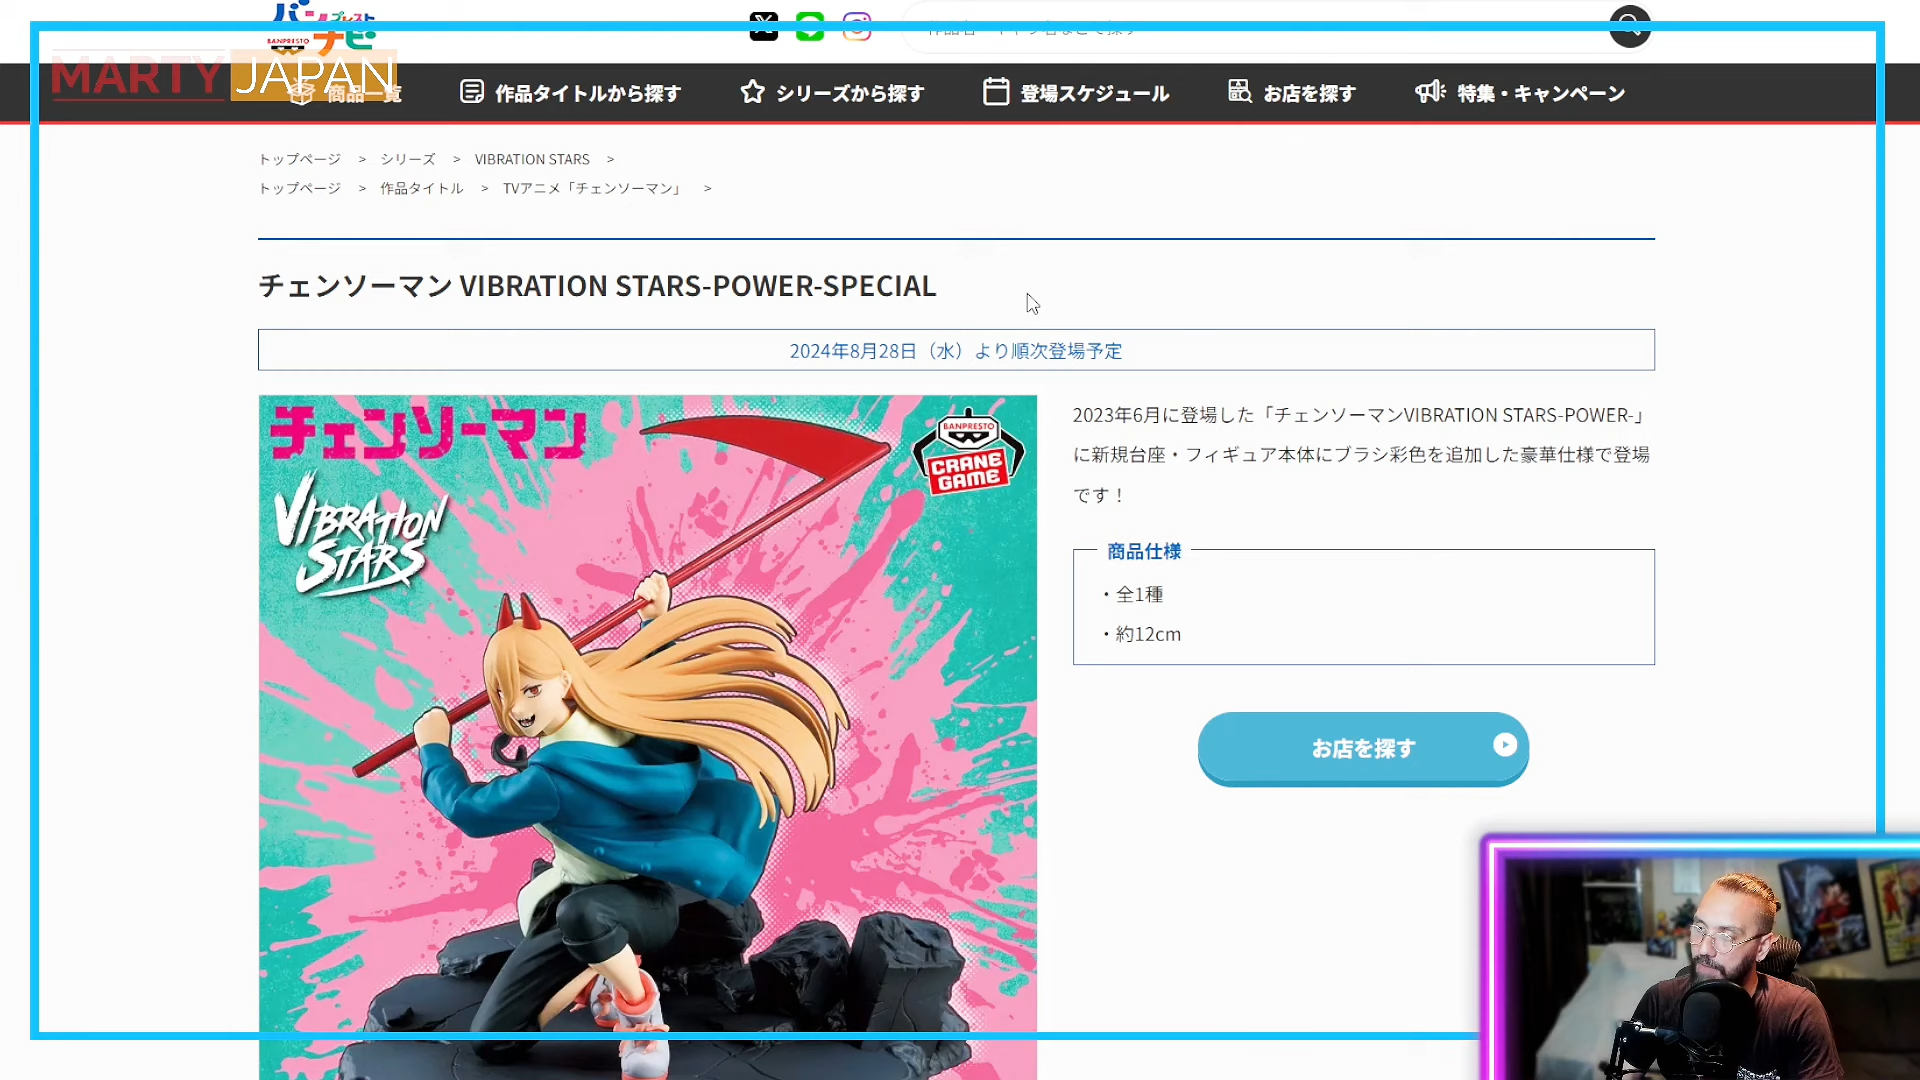 バンプレスト
ナビ
BANPRESTO
MARTY JAPAN
商品一覧
作品タイトルから探す
シリーズから探す
登場スケジュール
お店を探す
特集・キャンペーン
トップページ > シリーズ > VIBRATION STARS >
トップページ > 作品タイトル > TVアニメ「チェンソーマン」 >
チェンソーマン VIBRATION STARS-POWER-SPECIAL
2024年8月28日（水）より順次登場予定
チェンソーマン
VIBRATION
STARS
BANPRESTO
CRANE
GAME
2023年6月に登場した「チェンソーマンVIBRATION STARS-POWER-」
に新規台座・フィギュア本体にブラシ彩色を追加した豪華仕様で登場
です！
商品仕様
・全1種
・約12cm
お店を探す